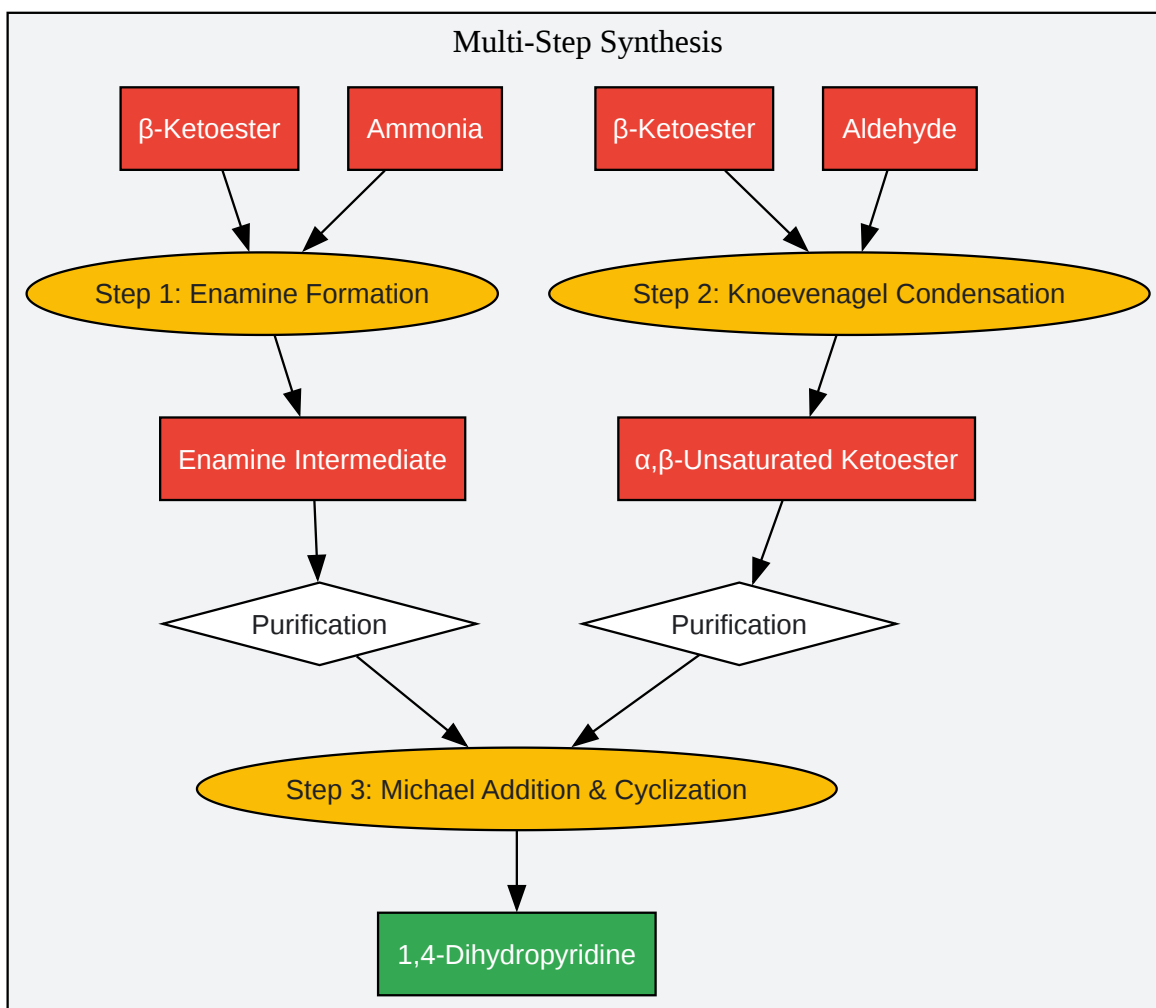 Multi-Step Synthesis
β-Ketoester
Ammonia
β-Ketoester
Aldehyde
Step 1: Enamine Formation
Step 2: Knoevenagel Condensation
Enamine Intermediate
α,β-Unsaturated Ketoester
Purification
Purification
Step 3: Michael Addition & Cyclization
1,4-Dihydropyridine